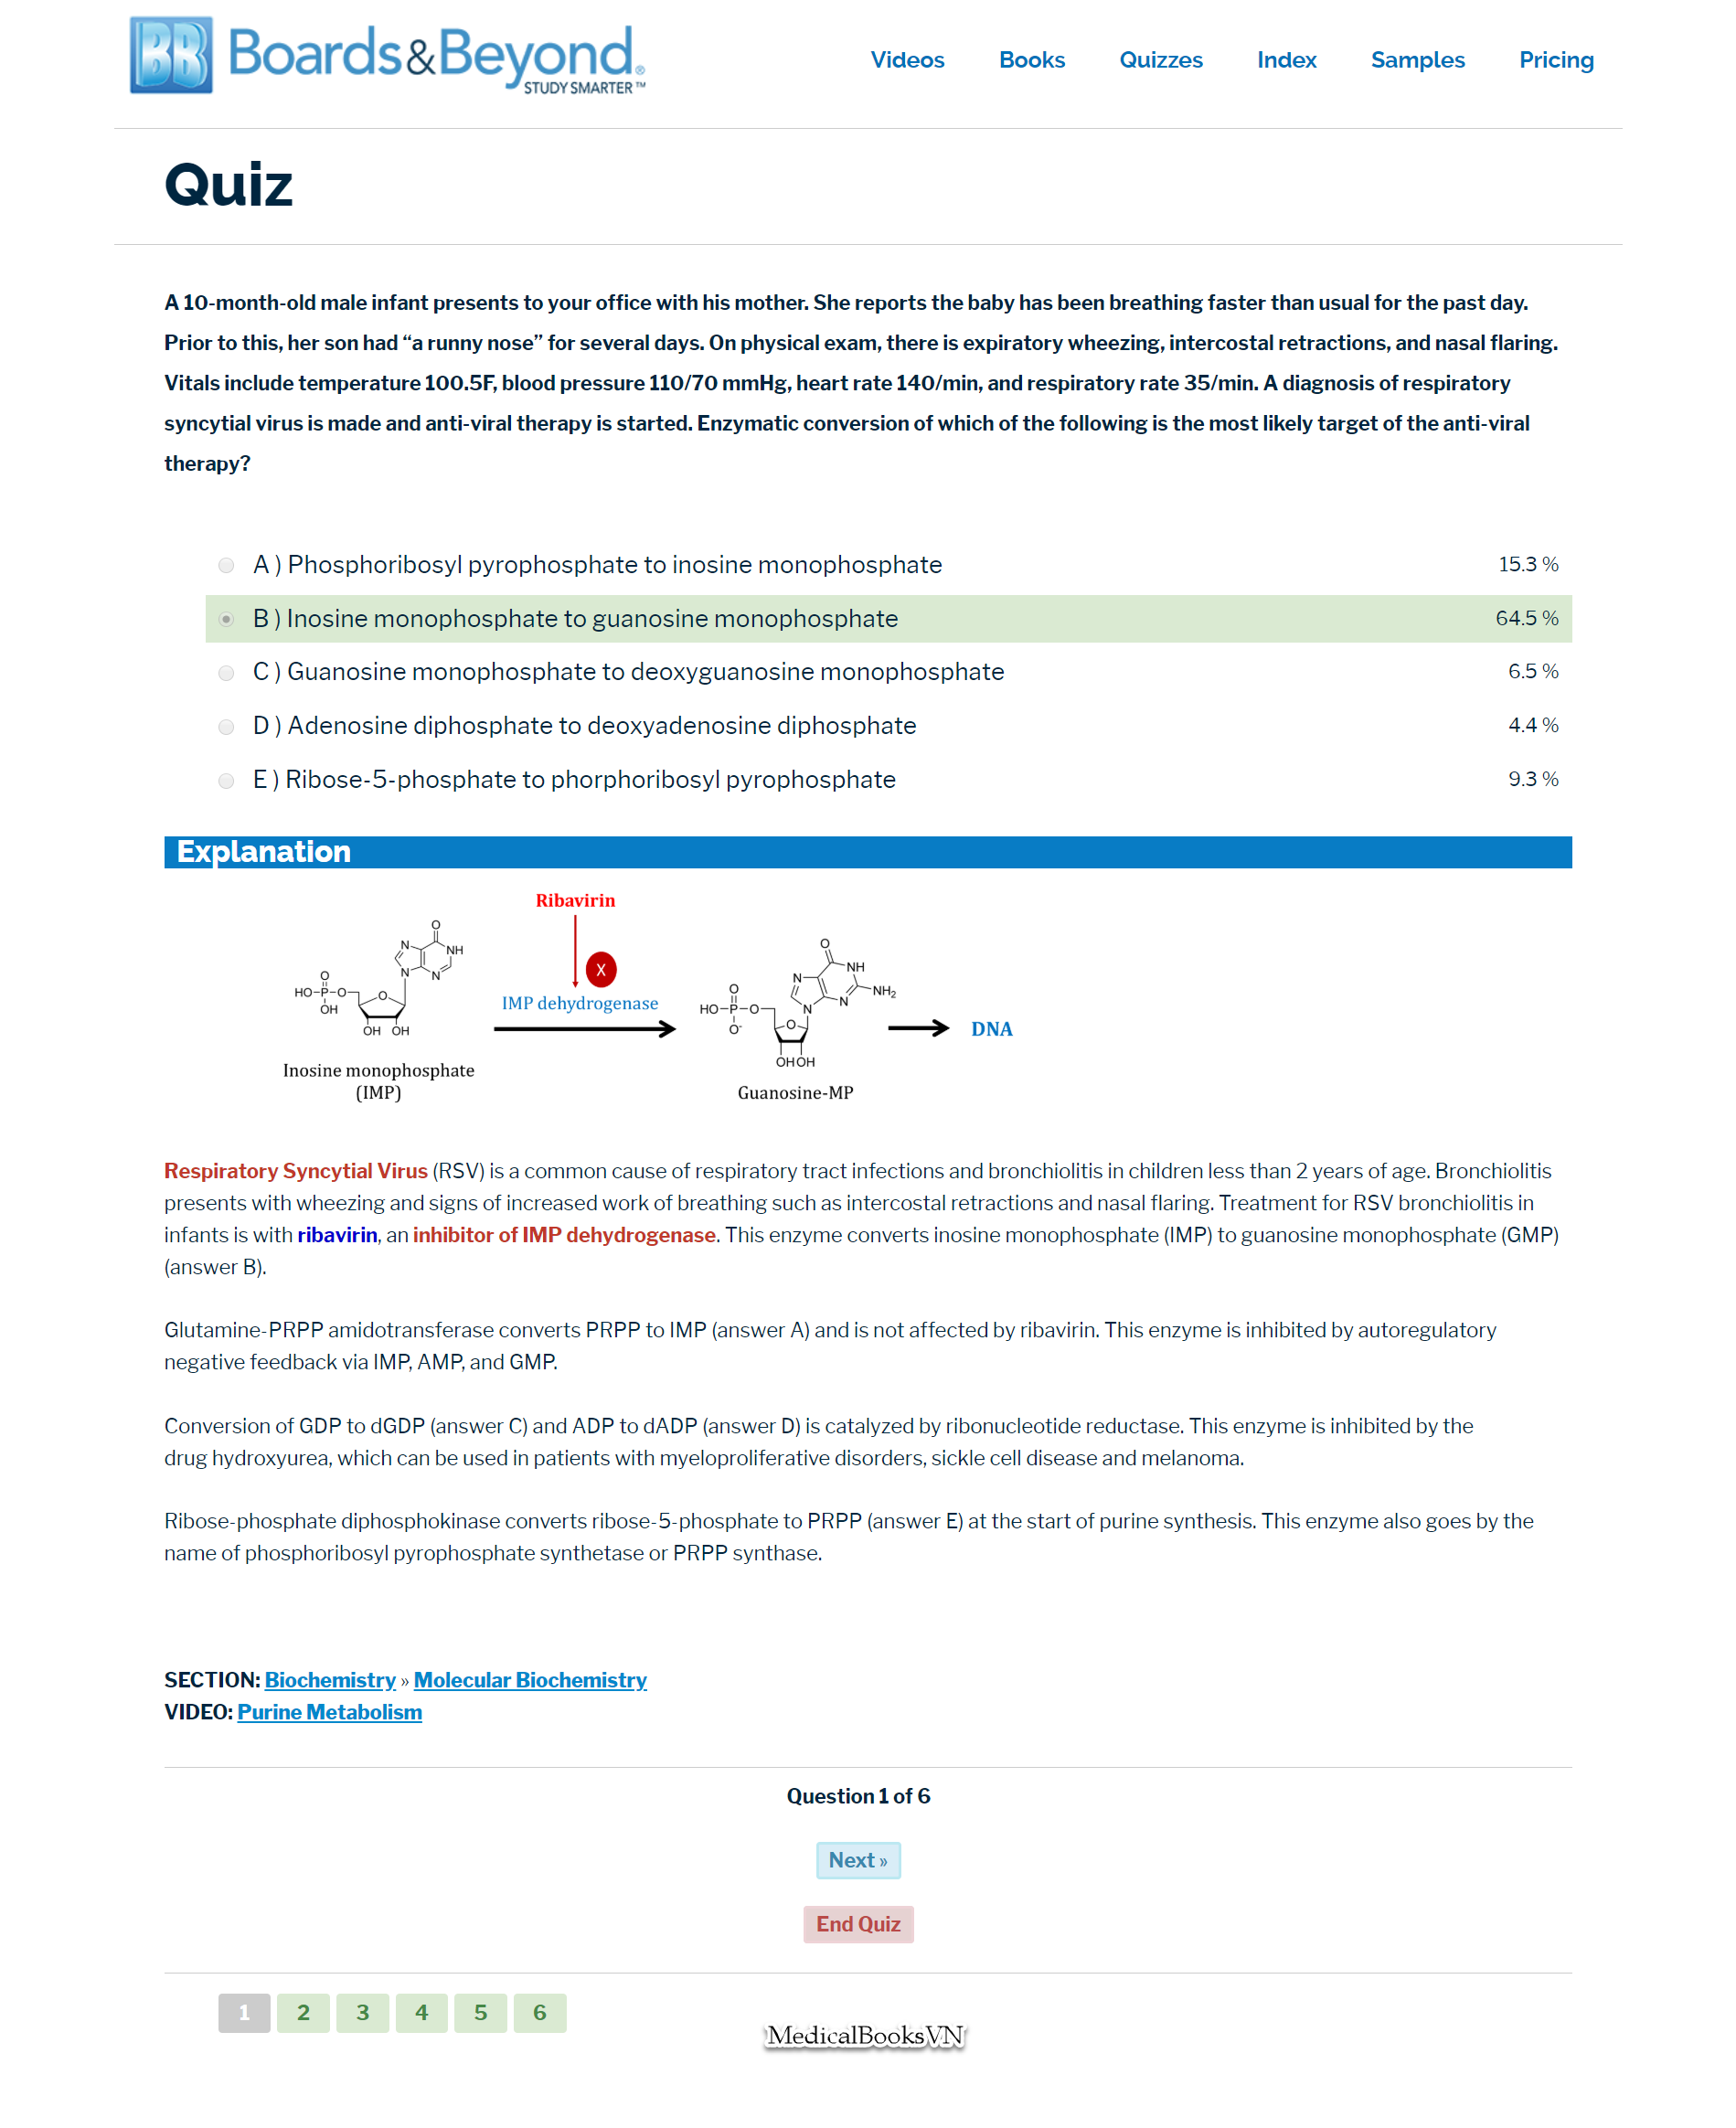 BB Boards&Beyond®
STUDY SMARTER™
Videos Books Quizzes Index Samples Pricing
Quiz
A 10-month-old male infant presents to your office with his mother. She reports the baby has been breathing faster than usual for the past day.
Prior to this, her son had “a runny nose” for several days. On physical exam, there is expiratory wheezing, intercostal retractions, and nasal flaring.
Vitals include temperature 100.5F, blood pressure 110/70 mmHg, heart rate 140/min, and respiratory rate 35/min. A diagnosis of respiratory
syncytial virus is made and anti-viral therapy is started. Enzymatic conversion of which of the following is the most likely target of the anti-viral
therapy?
A ) Phosphoribosyl pyrophosphate to inosine monophosphate 15.3 %
B ) Inosine monophosphate to guanosine monophosphate 64.5 %
C ) Guanosine monophosphate to deoxyguanosine monophosphate 6.5 %
D ) Adenosine diphosphate to deoxyadenosine diphosphate 4.4 %
E ) Ribose-5-phosphate to phorphoribosyl pyrophosphate 9.3 %
Explanation
Ribavirin
X
IMP dehydrogenase
O
N
NH
N
N
O
HO-P-O
OH
O
OH OH
Inosine monophosphate
(IMP)
O
N
NH
N
N
NH₂
O
HO-P-O
O-
O
OHOH
Guanosine-MP
DNA
Respiratory Syncytial Virus (RSV) is a common cause of respiratory tract infections and bronchiolitis in children less than 2 years of age. Bronchiolitis
presents with wheezing and signs of increased work of breathing such as intercostal retractions and nasal flaring. Treatment for RSV bronchiolitis in
infants is with ribavirin, an inhibitor of IMP dehydrogenase. This enzyme converts inosine monophosphate (IMP) to guanosine monophosphate (GMP)
(answer B).
Glutamine-PRPP amidotransferase converts PRPP to IMP (answer A) and is not affected by ribavirin. This enzyme is inhibited by autoregulatory
negative feedback via IMP, AMP, and GMP.
Conversion of GDP to dGDP (answer C) and ADP to dADP (answer D) is catalyzed by ribonucleotide reductase. This enzyme is inhibited by the
drug hydroxyurea, which can be used in patients with myeloproliferative disorders, sickle cell disease and melanoma.
Ribose-phosphate diphosphokinase converts ribose-5-phosphate to PRPP (answer E) at the start of purine synthesis. This enzyme also goes by the
name of phosphoribosyl pyrophosphate synthetase or PRPP synthase.
SECTION: Biochemistry » Molecular Biochemistry
VIDEO: Purine Metabolism
Question 1 of 6
Next »
End Quiz
1 2 3 4 5 6
MedicalBooksVN